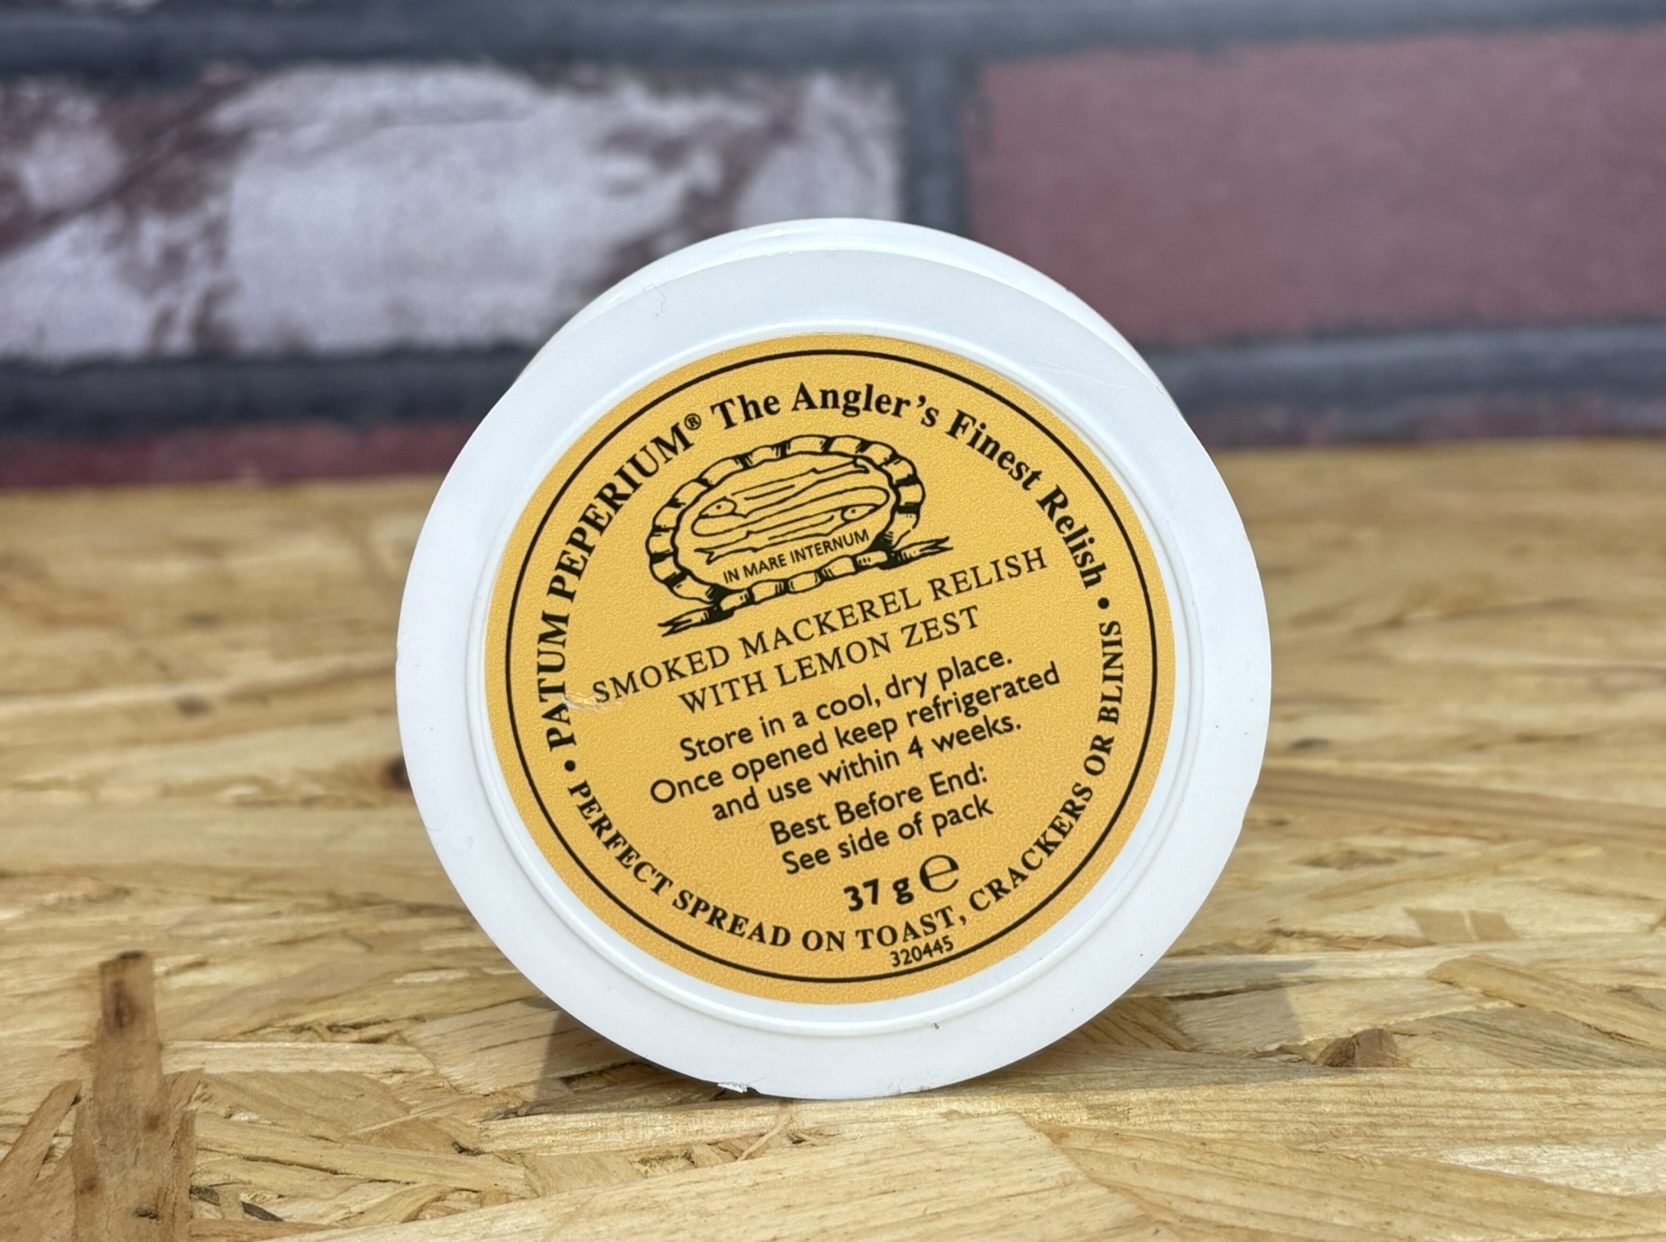 PATUM PEPERIUM® The Angler's Finest Relish
IN MARE INTERNUM
SMOKED MACKEREL RELISH
WITH LEMON ZEST
Store in a cool, dry place.
Once opened keep refrigerated
and use within 4 weeks.
Best Before End:
See side of pack
37 g ℮
• PERFECT SPREAD ON TOAST, CRACKERS OR BLINIS •
320445